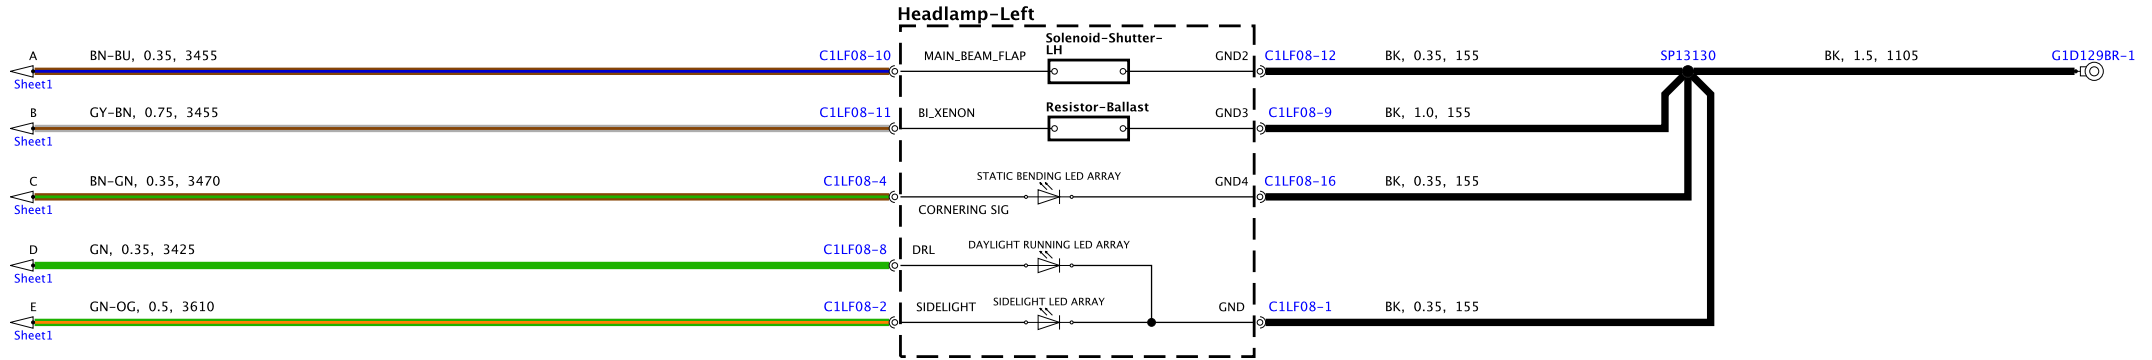 Headlamp-Left
A
BN-BU, 0.35, 3455
C1LF08-10
MAIN_BEAM_FLAP
Solenoid-Shutter-
LH
GND2
C1LF08-12
BK, 0.35, 155
SP13130
BK, 1.5, 1105
G1D129BR-1
Sheet1
B
GY-BN, 0.75, 3455
C1LF08-11
BI_XENON
Resistor-Ballast
GND3
C1LF08-9
BK, 1.0, 155
Sheet1
C
BN-GN, 0.35, 3470
C1LF08-4
STATIC BENDING LED ARRAY
GND4
C1LF08-16
BK, 0.35, 155
Sheet1
CORNERING SIG
D
GN, 0.35, 3425
C1LF08-8
DRL
DAYLIGHT RUNNING LED ARRAY
Sheet1
E
GN-OG, 0.5, 3610
C1LF08-2
SIDELIGHT
SIDELIGHT LED ARRAY
GND
C1LF08-1
BK, 0.35, 155
Sheet1